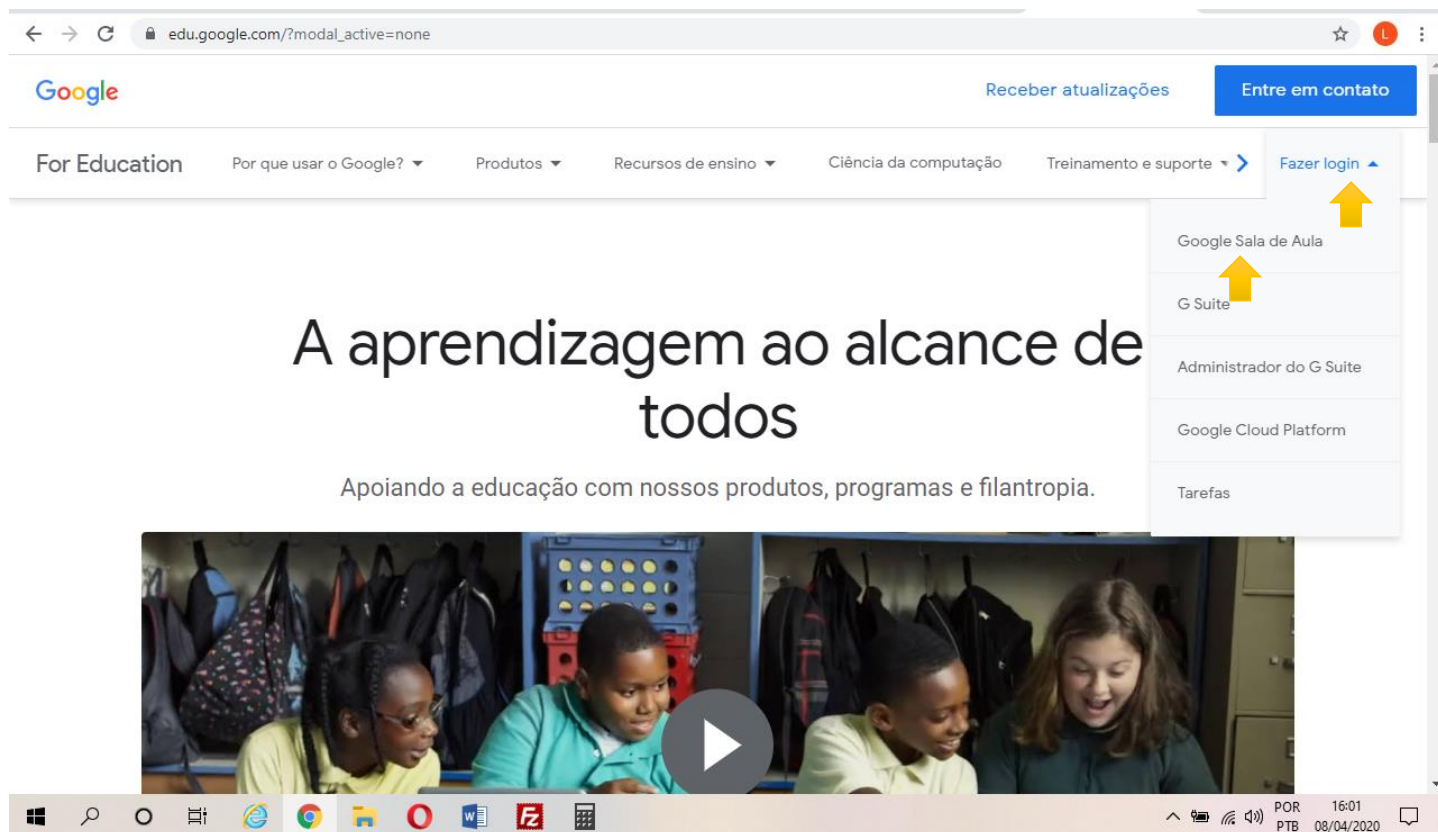 edu.google.com/?modal_active=none
L
Google
Receber atualizações
Entre em contato
For Education
Por que usar o Google?
Produtos
Recursos de ensino
Ciência da computação
Treinamento e suporte
Fazer login
Google Sala de Aula
G Suite
Administrador do G Suite
Google Cloud Platform
Tarefas
A aprendizagem ao alcance de
todos
Apoiando a educação com nossos produtos, programas e filantropia.
POR
16:01
PTB
08/04/2020